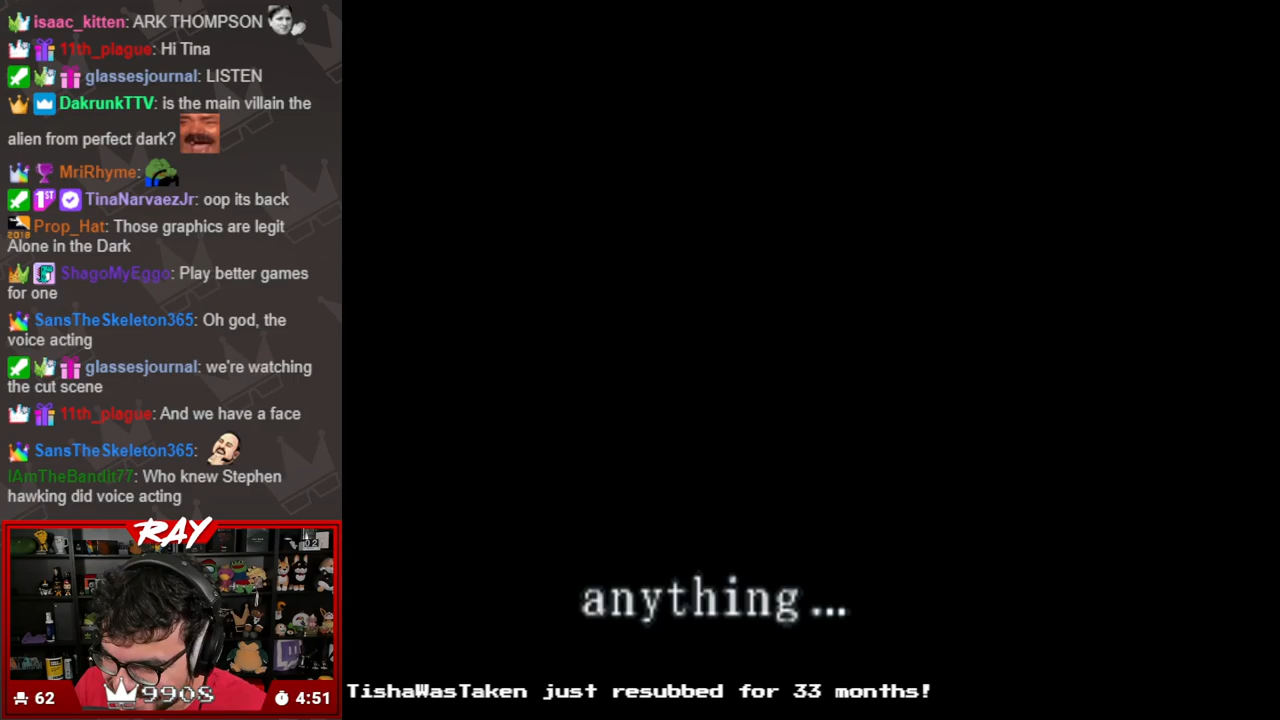 isaac_kitten: ARK THOMPSON
11th_plague: Hi Tina
glassesjournal: LISTEN
DakrunkTTV: is the main villain the
alien from perfect dark?
MriRhyme:
TinaNarvaezJr: oop its back
Prop_Hat: Those graphics are legit
Alone in the Dark
ShagoMyEggo: Play better games
for one
SansTheSkeleton365: Oh god, the
voice acting
glassesjournal: we're watching
the cut scene
11th_plague: And we have a face
SansTheSkeleton365:
IAmTheBandit77: Who knew Stephen
hawking did voice acting
RAY
62
990S
4:51
anything...
TishaWasTaken just resubbed for 33 months!